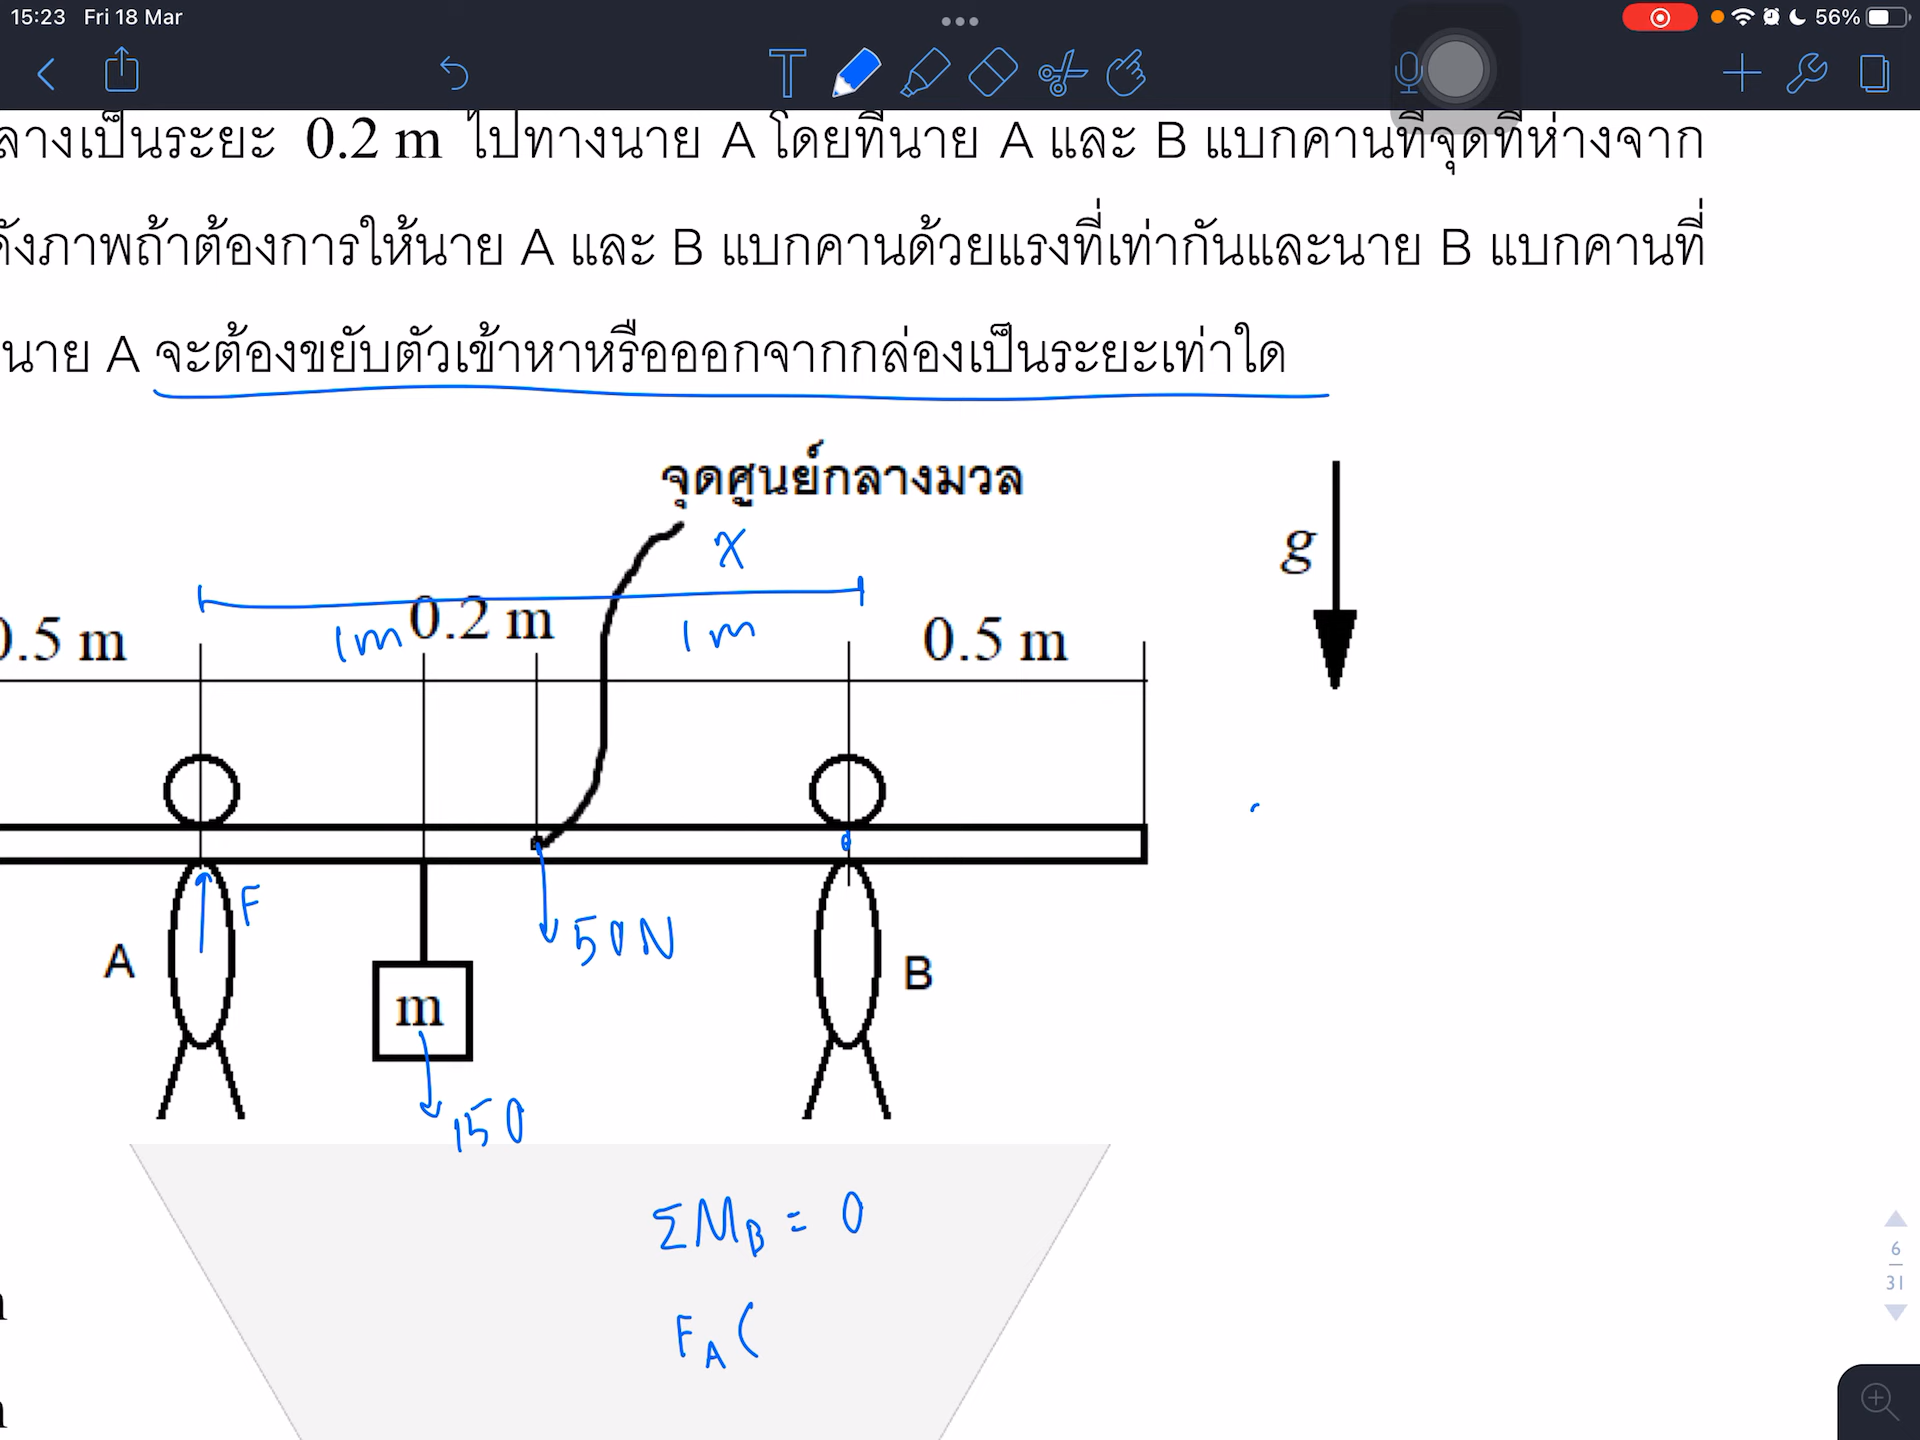 15:23 Fri 18 Mar
56%
T
ลางเป็นระยะ 0.2 m ไปทางนาย A โดยที่นาย A และ B แบกคานที่จุดที่ห่างจาก
ดังภาพถ้าต้องการให้นาย A และ B แบกคานด้วยแรงที่เท่ากันและนาย B แบกคานที่
นาย A จะต้องขยับตัวเข้าหาหรือออกจากกล่องเป็นระยะเท่าใด
จุดศูนย์กลางมวล
x
g
0.5 m
1m
0.2 m
1m
0.5 m
F
50N
A
B
m
150
ΣM_B = 0
F_A (
6
31